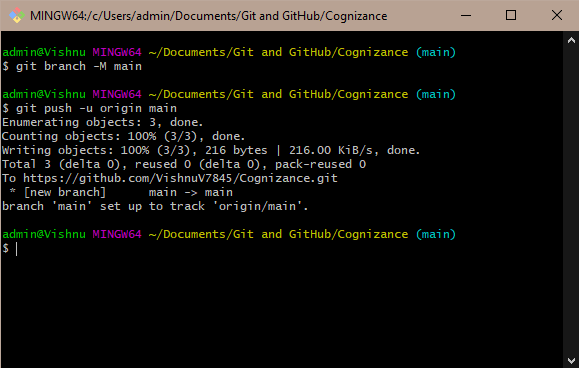 MINGW64:/c/Users/admin/Documents/Git and GitHub/Cognizance
admin@Vishnu MINGW64 ~/Documents/Git and GitHub/Cognizance (main)
$ git branch -M main
admin@Vishnu MINGW64 ~/Documents/Git and GitHub/Cognizance (main)
$ git push -u origin main
Enumerating objects: 3, done.
Counting objects: 100% (3/3), done.
Writing objects: 100% (3/3), 216 bytes | 216.00 KiB/s, done.
Total 3 (delta 0), reused 0 (delta 0), pack-reused 0
To https://github.com/VishnuV7845/Cognizance.git
 * [new branch]      main -> main
branch 'main' set up to track 'origin/main'.
admin@Vishnu MINGW64 ~/Documents/Git and GitHub/Cognizance (main)
$